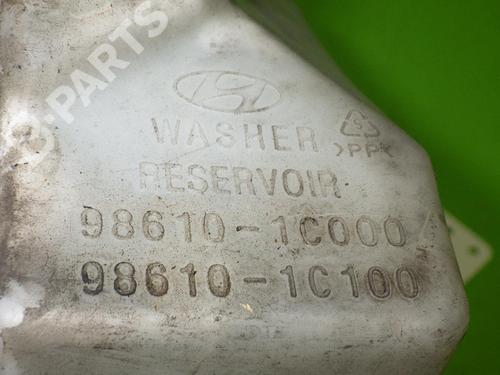 B-PARTS
WASHER
>PP<
RESERVOIR
98610-1C000
98610-1C100